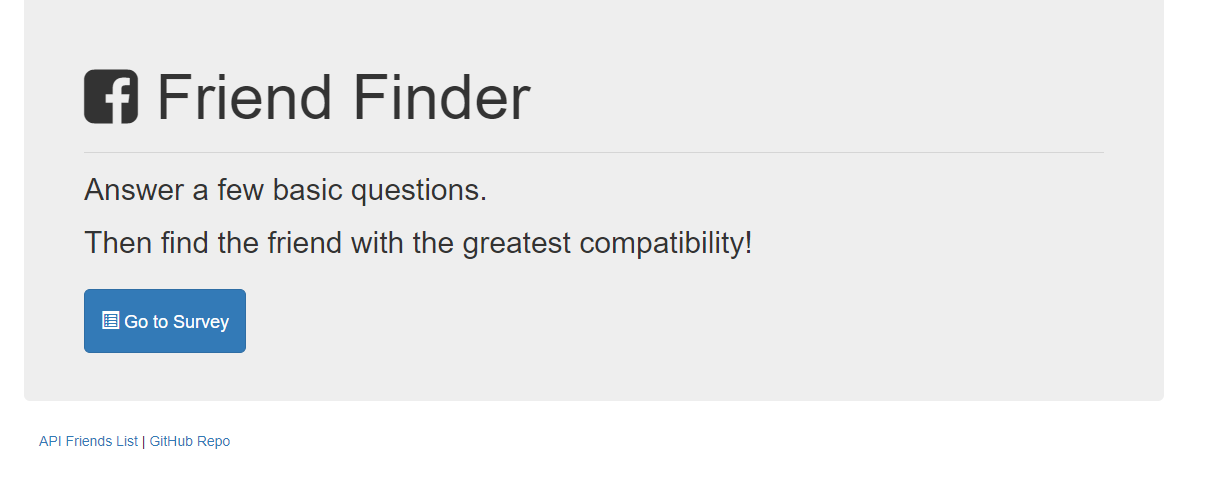 Friend Finder
Answer a few basic questions.
Then find the friend with the greatest compatibility!
Go to Survey
API Friends List | GitHub Repo